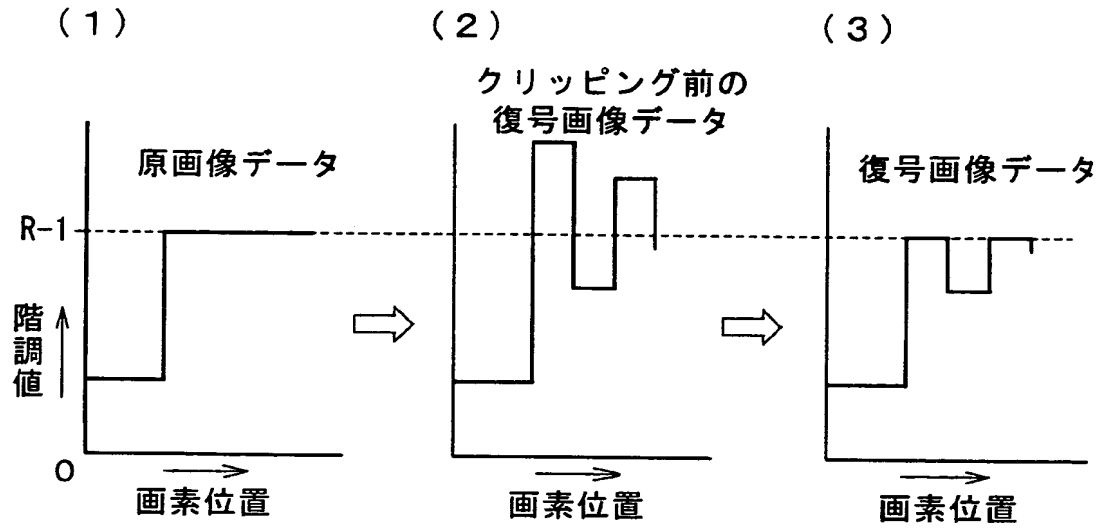 (1)
原画像データ
R-1
階調値
0
画素位置
(2)
クリッピング前の
復号画像データ
画素位置
(3)
復号画像データ
画素位置